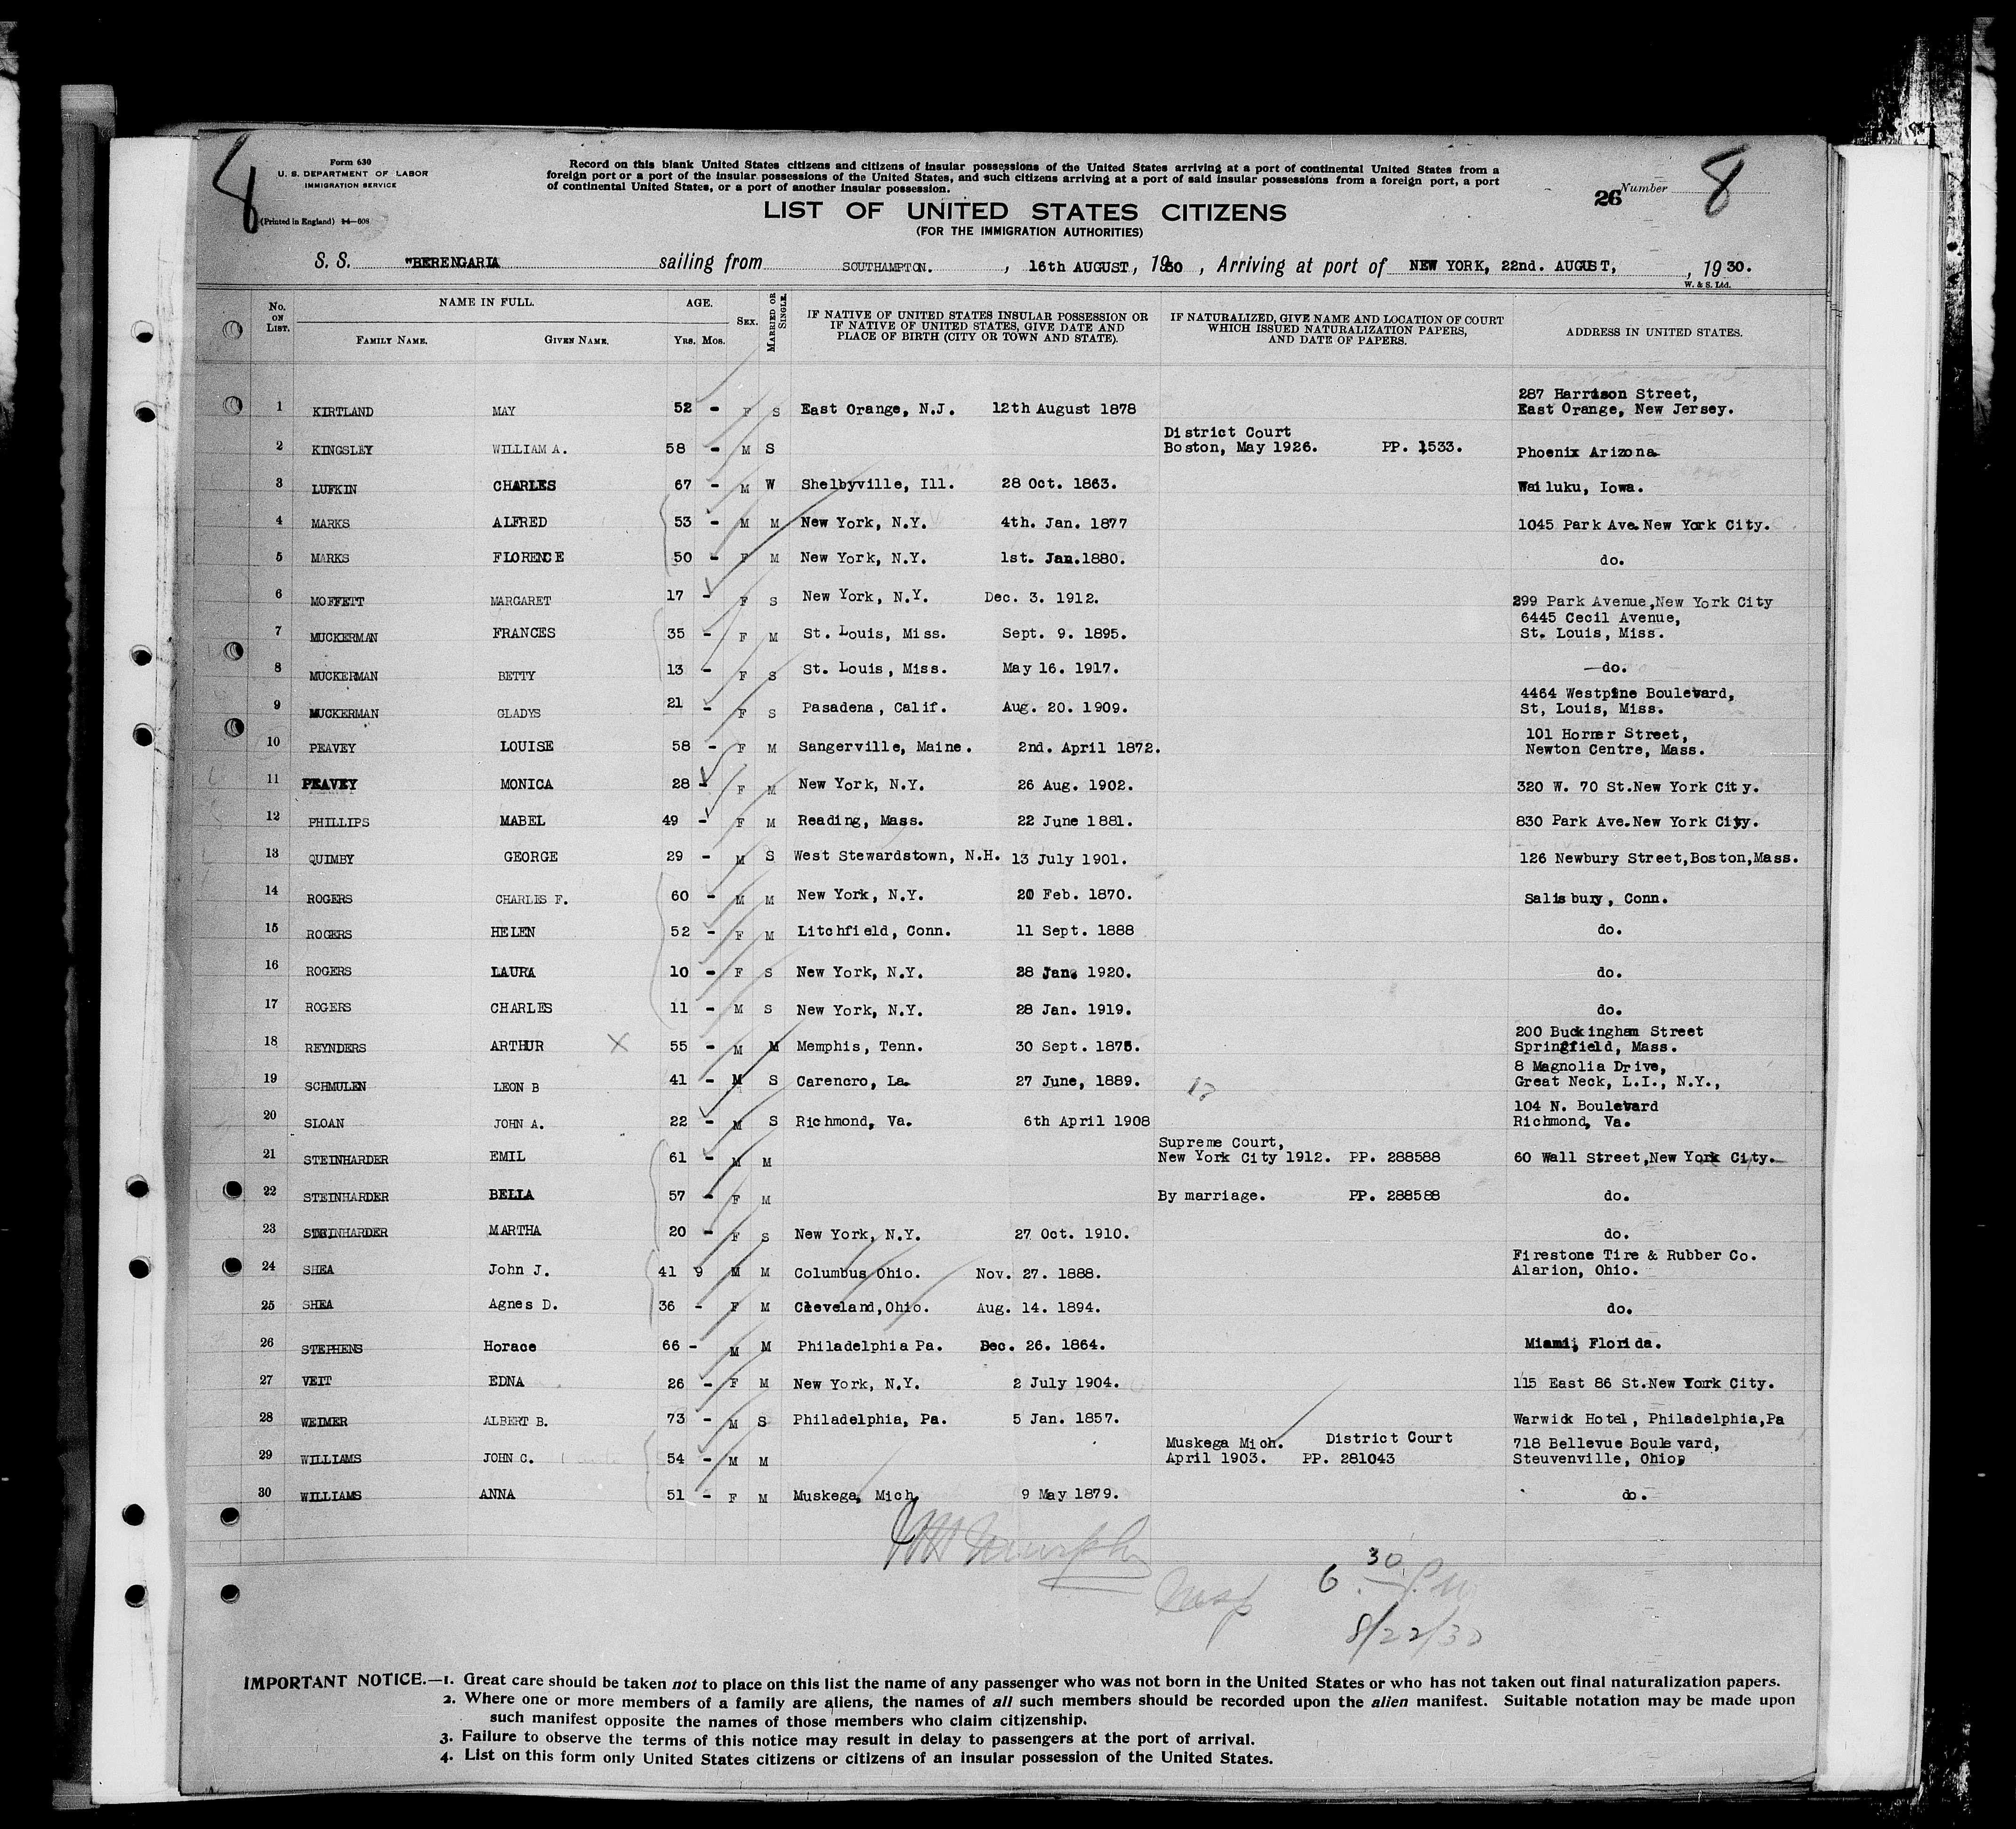 8
Form 630
U. S. DEPARTMENT OF LABOR
IMMIGRATION SERVICE
(Printed in England) 14—608
Record on this blank United States citizens and citizens of insular possessions of the United States arriving at a port of continental United States from a
foreign port or a port of the insular possessions of the United States, and such citizens arriving at a port of said insular possessions from a foreign port, a port
of continental United States, or a port of another insular possession.
26 Number 8
LIST OF UNITED STATES CITIZENS
(FOR THE IMMIGRATION AUTHORITIES)
S. S. "BERENGARIA sailing from SOUTHAMPTON. , 16th AUGUST, 1930 , Arriving at port of NEW YORK, 22nd. AUGUST, , 19 30.
W. & S. Ltd.
No. ON LIST. NAME IN FULL. FAMILY NAME. GIVEN NAME. AGE. YRS. MOS. SEX. MARRIED OR SINGLE. IF NATIVE OF UNITED STATES INSULAR POSSESSION OR IF NATIVE OF UNITED STATES, GIVE DATE AND PLACE OF BIRTH (CITY OR TOWN AND STATE). IF NATURALIZED, GIVE NAME AND LOCATION OF COURT WHICH ISSUED NATURALIZATION PAPERS, AND DATE OF PAPERS. ADDRESS IN UNITED STATES.
287 Harrison Street,
1 KIRTLAND MAY 52 - F S East Orange, N.J. 12th August 1878 East Orange, New Jersey.
District Court
2 KINGSLEY WILLIAM A. 58 - M S Boston, May 1926. PP. 1533. Phoenix Arizona
3 LUFKIN CHARLES 67 - M W Shelbyville, Ill. 28 Oct. 1863. Wailuku, Iowa.
4 MARKS ALFRED 53 - M M New York, N.Y. 4th. Jan. 1877 1045 Park Ave. New York City.
5 MARKS FLORENCE 50 - F M New York, N.Y. 1st. Jan.1880. do.
6 MOFFETT MARGARET 17 - F S New York, N.Y. Dec. 3. 1912. 299 Park Avenue,New York City
6445 Cecil Avenue,
7 MUCKERMAN FRANCES 35 - F M St. Louis, Miss. Sept. 9. 1895. St. Louis, Miss.
8 MUCKERMAN BETTY 13 - F S St. Louis, Miss. May 16. 1917. —do.
4464 Westpine Boulevard,
9 MUCKERMAN GLADYS 21 - F S Pasadena, Calif. Aug. 20. 1909. St, Louis, Miss.
101 Homer Street,
10 PEAVEY LOUISE 58 - F M Sangerville, Maine. 2nd. April 1872. Newton Centre, Mass.
11 PEAVEY MONICA 28 - F M New York, N.Y. 26 Aug. 1902. 320 W. 70 St.New York City.
12 PHILLIPS MABEL 49 - F M Reading, Mass. 22 June 1881. 830 Park Ave.New York City.
13 QUIMBY GEORGE 29 - M S West Stewardstown, N.H. 13 July 1901. 126 Newbury Street,Boston,Mass.
14 ROGERS CHARLES F. 60 - M M New York, N.Y. 20 Feb. 1870. Salisbury, Conn.
15 ROGERS HELEN 52 - F M Litchfield, Conn. 11 Sept. 1888 do.
16 ROGERS LAURA 10 - F S New York, N.Y. 28 Jan. 1920. do.
17 ROGERS CHARLES 11 - M S New York, N.Y. 28 Jan. 1919. do.
200 Buckingham Street
18 REYNDERS ARTHUR X 55 - M M Memphis, Tenn. 30 Sept. 1875. Springfield, Mass.
8 Magnolia Drive,
19 SCHMULEN LEON B 41 - M S Carencro, La. 27 June, 1889. Great Neck, L.I., N.Y.,
104 N. Boulevard
20 SLOAN JOHN A. 22 - M S Richmond, Va. 6th April 1908 Richmond, Va.
Supreme Court,
21 STEINHARDER EMIL 61 - M M New York City 1912. PP. 288588 60 Wall Street,New York City.
22 STEINHARDER BELLA 57 - F M By marriage. PP. 288588 do.
23 STEINHARDER MARTHA 20 - F S New York, N.Y. 27 Oct. 1910. do.
Firestone Tire & Rubber Co.
24 SHEA John J. 41 9 M M Columbus Ohio. Nov. 27. 1888. Alarion, Ohio.
25 SHEA Agnes D. 36 - F M Cleveland,Ohio. Aug. 14. 1894. do.
26 STEPHENS Horace 66 - M M Philadelphia Pa. Dec. 26. 1864. Miami, Florida.
27 VEIT EDNA 26 - F M New York, N.Y. 2 July 1904. 115 East 86 St.New York City.
28 WEIMER ALBERT B. 73 - M S Philadelphia, Pa. 5 Jan. 1857. Warwick Hotel, Philadelphia,Pa
Muskega Mich. District Court 718 Bellevue Boulevard,
29 WILLIAMS JOHN C. 54 - M M April 1903. PP. 281043 Steuvenville, Ohio,
30 WILLIAMS ANNA 51 - F M Muskega, Mich. 9 May 1879. do.
Murphy
Insp 6.30 P.M
8/22/30
IMPORTANT NOTICE.—1. Great care should be taken not to place on this list the name of any passenger who was not born in the United States or who has not taken out final naturalization papers.
2. Where one or more members of a family are aliens, the names of all such members should be recorded upon the alien manifest. Suitable notation may be made upon
such manifest opposite the names of those members who claim citizenship.
3. Failure to observe the terms of this notice may result in delay to passengers at the port of arrival.
4. List on this form only United States citizens or citizens of an insular possession of the United States.